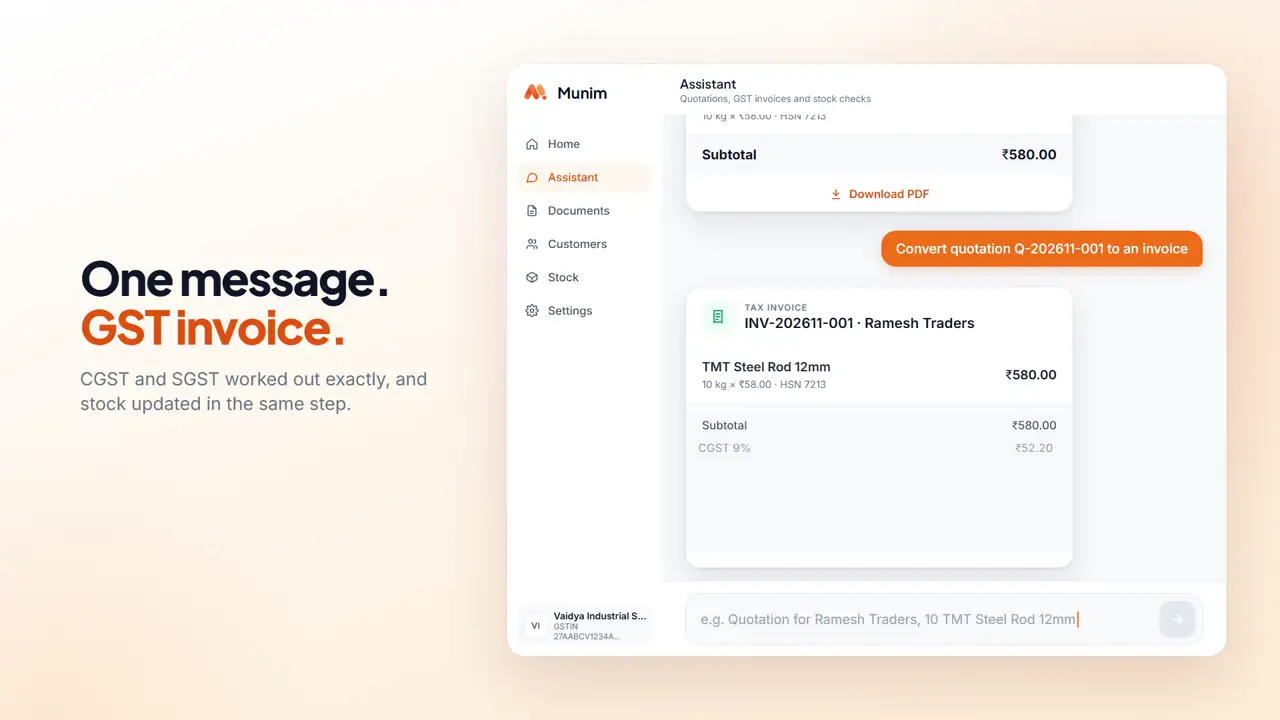 One message.
GST invoice.
CGST and SGST worked out exactly, and
stock updated in the same step.
Munim
Home
Assistant
Documents
Customers
Stock
Settings
Vaidya Industrial S...
VI
GSTIN
27AABCV1234A...
Assistant
Quotations, GST invoices and stock checks
10 kg × ₹58.00 · HSN 7213
Subtotal ₹580.00
Download PDF
Convert quotation Q-202611-001 to an invoice
TAX INVOICE
INV-202611-001 · Ramesh Traders
TMT Steel Rod 12mm
₹580.00
10 kg × ₹58.00 · HSN 7213
Subtotal ₹580.00
CGST 9% ₹52.20
e.g. Quotation for Ramesh Traders, 10 TMT Steel Rod 12mm